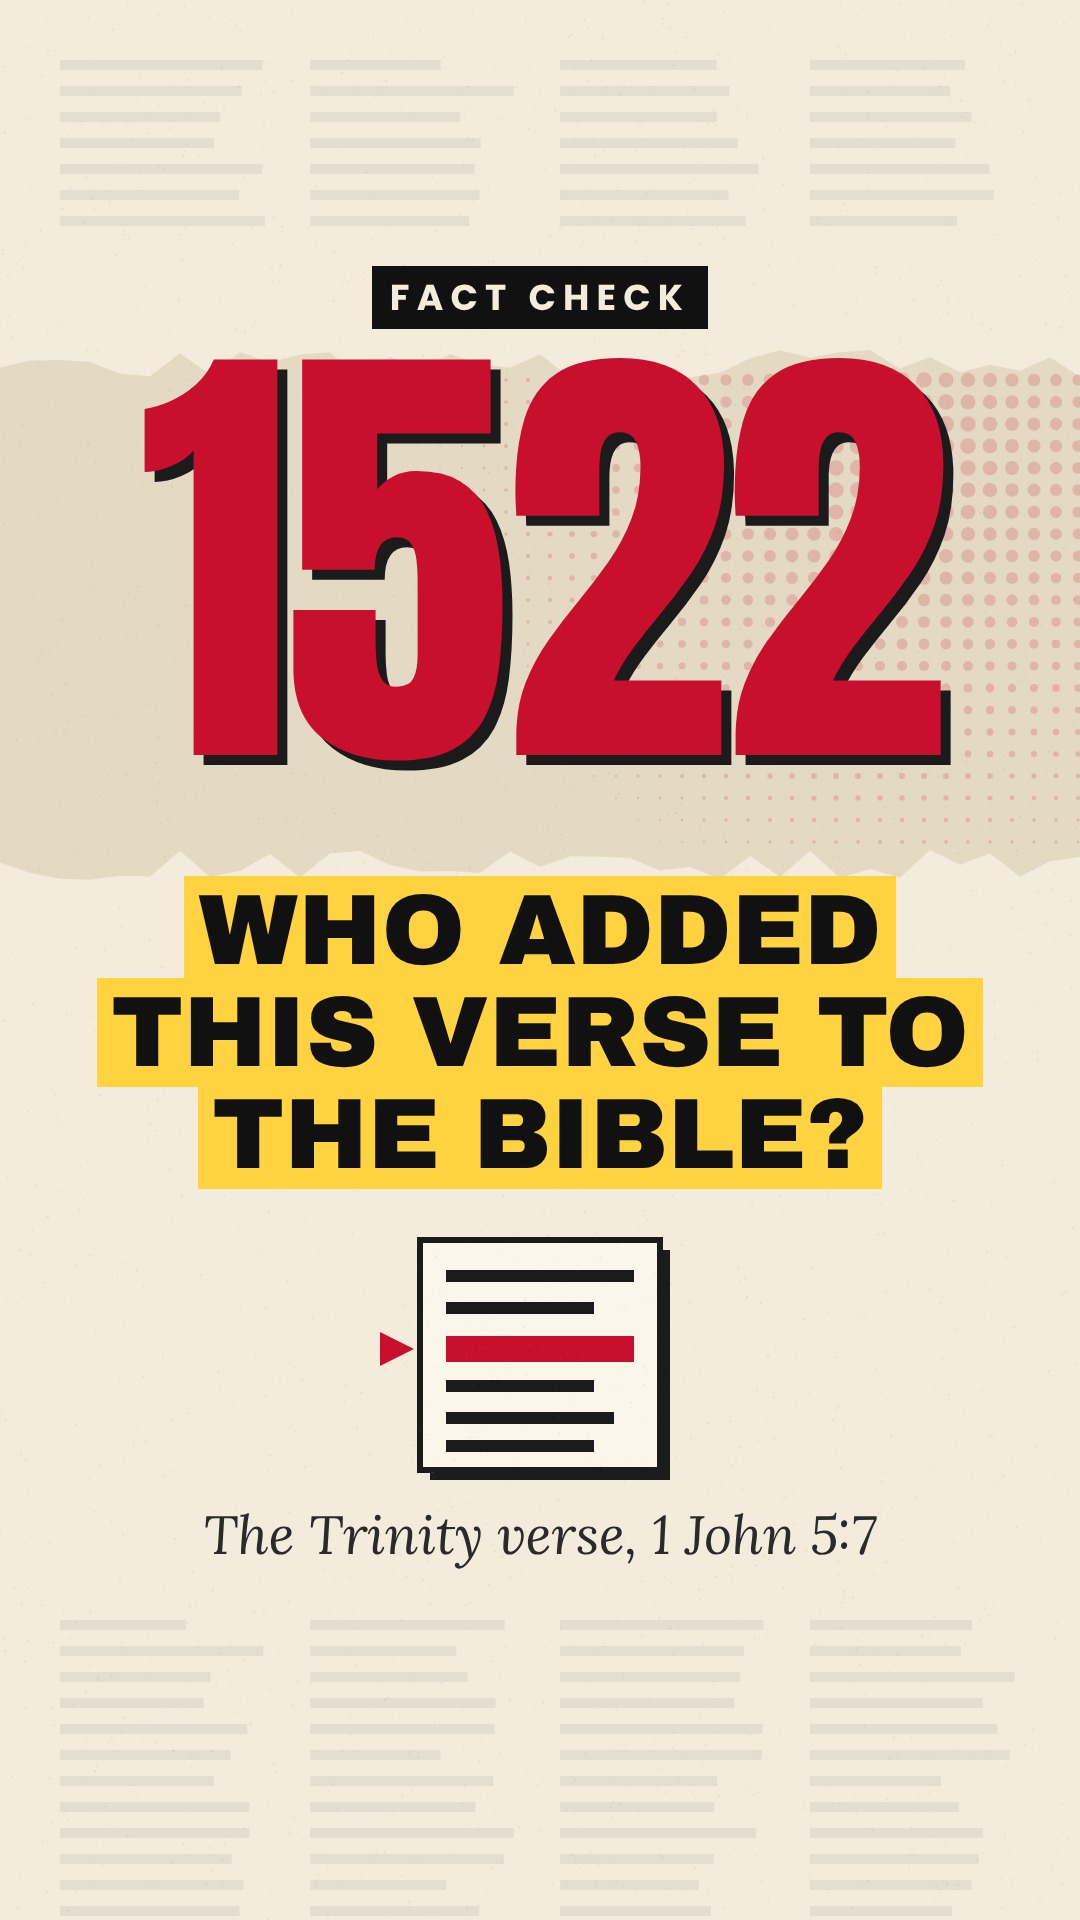 FACT CHECK
1522
WHO ADDED
THIS VERSE TO
THE BIBLE?
The Trinity verse, 1 John 5:7